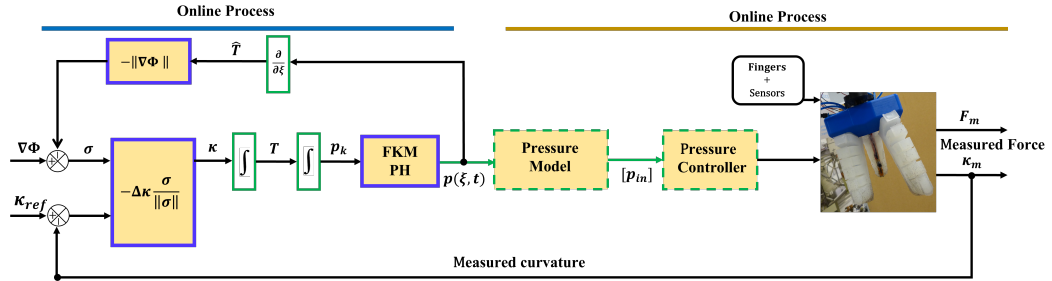 Online Process
Online Process
−‖∇Φ ‖
T̂
∂/∂ξ
Fingers
+
Sensors
∇Φ
σ
κ
T
p_k
FKM
PH
p(ξ, t)
Pressure
Model
[p_in]
Pressure
Controller
F_m
Measured Force
κ_m
−Δκ σ/‖σ‖
∫
∫
κ_ref
Measured curvature